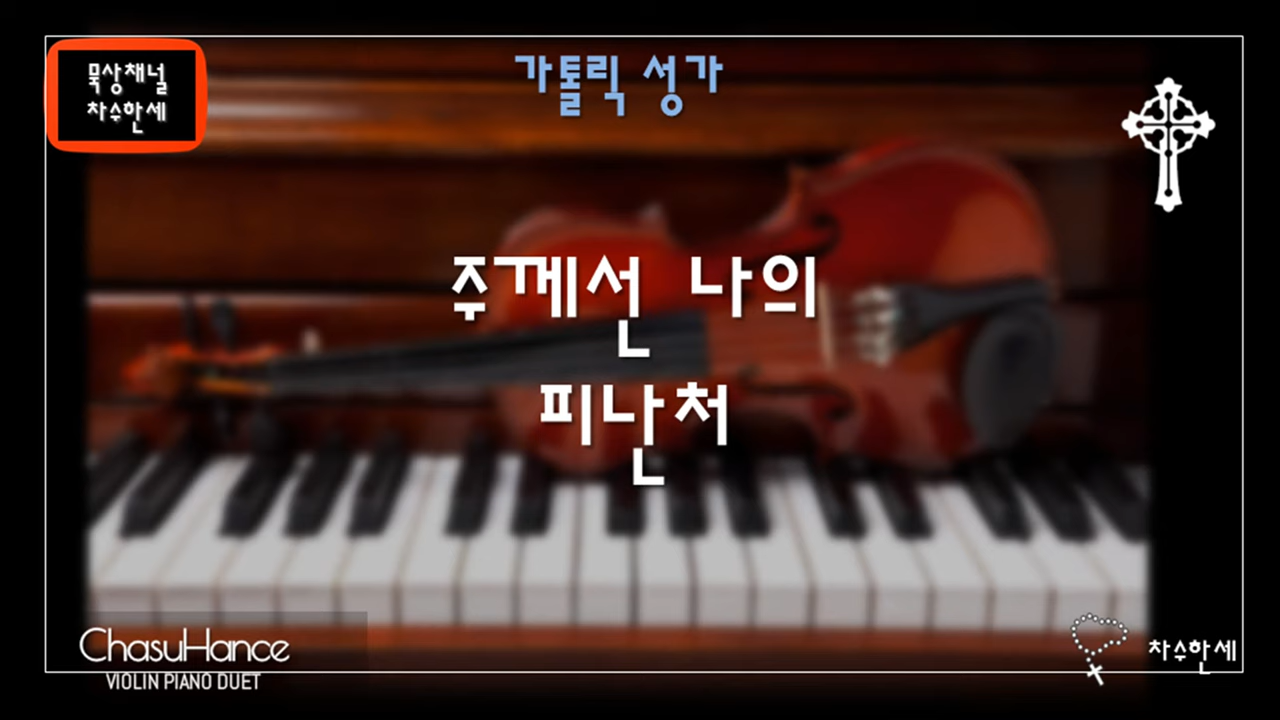 묵상채널
차수한세
가톨릭 성가
주께선 나의
피난처
ChasuHance
VIOLIN PIANO DUET
차수한세